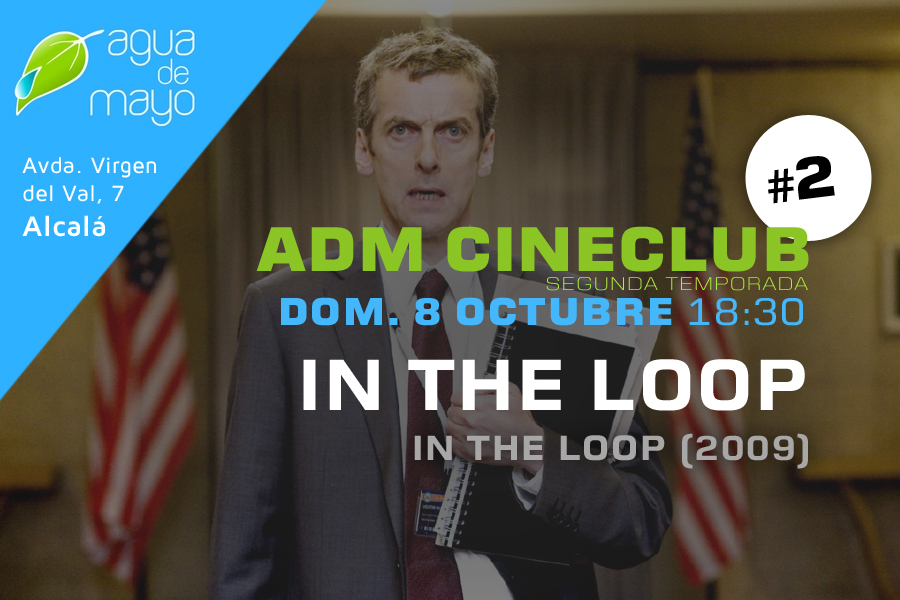 agua
de
mayo
Avda. Virgen
del Val, 7
Alcalá
#2
ADM CINECLUB
SEGUNDA TEMPORADA
DOM. 8 OCTUBRE 18:30
IN THE LOOP
IN THE LOOP (2009)